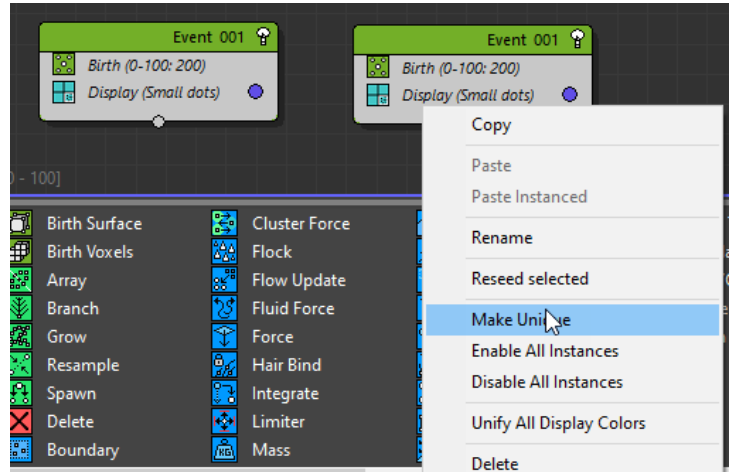 Event 001
Birth (0-100: 200)
Display (Small dots)
Event 001
Birth (0-100: 200)
Display (Small dots)
- 100]
Birth Surface
Birth Voxels
Array
Branch
Grow
Resample
Spawn
Delete
Boundary
Cluster Force
Flock
Flow Update
Fluid Force
Force
Hair Bind
Integrate
Limiter
KG
Mass
Copy
Paste
Paste Instanced
Rename
Reseed selected
Make Unique
Enable All Instances
Disable All Instances
Unify All Display Colors
Delete